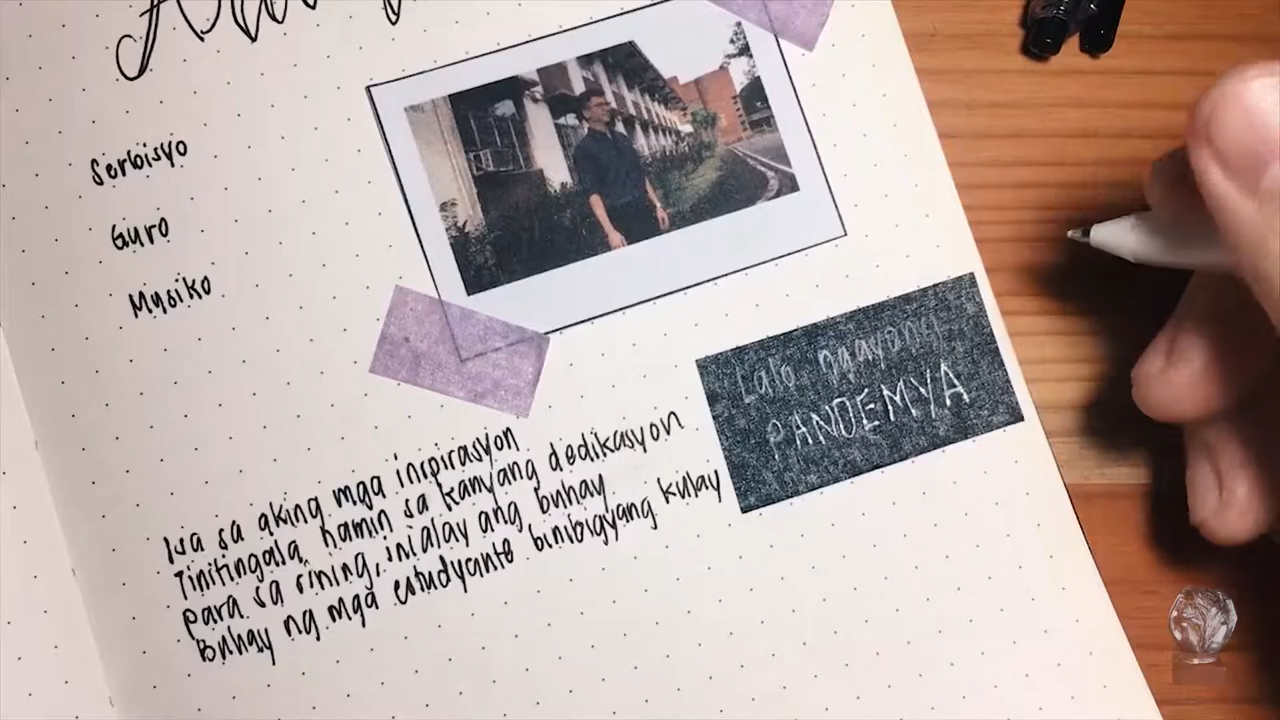 Serbisyo
Guro
Musiko
Lalo ngayong
PANDEMYA
Isa sa aking mga inspirasyon
Tinitingala namin sa kanyang dedikasyon
para sa sining, inialay ang buhay
Buhay ng mga estudyante binibigyang kulay